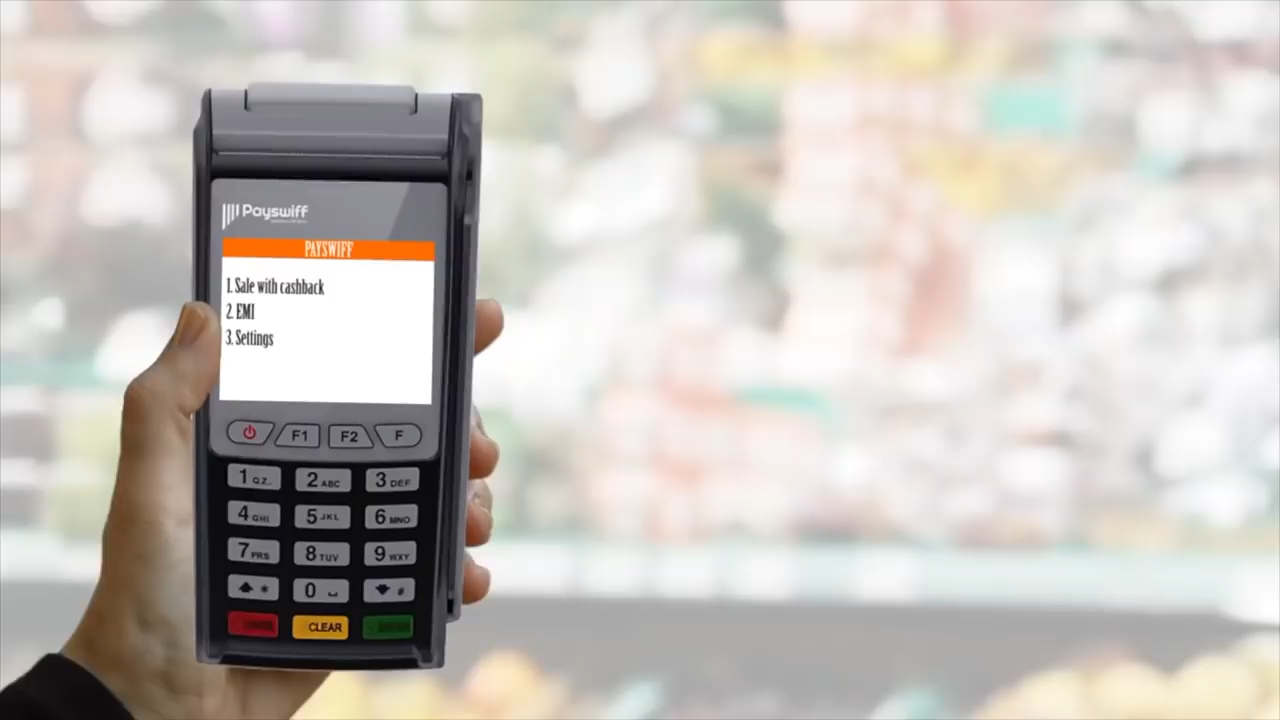 Payswiff
PAYSWIFF
1. Sale with cashback
2. EMI
3. Settings
F1 F2 F
1 QZ. 2 ABC 3 DEF
4 GHI 5 JKL 6 MNO
7 PRS 8 TUV 9 WXY
* 0 #
CLEAR